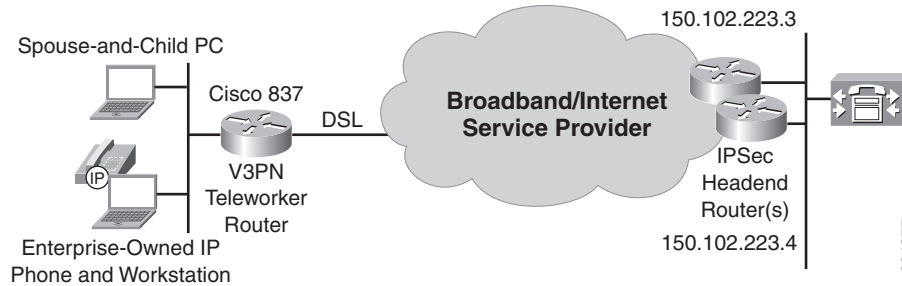 150.102.223.3
Spouse-and-Child PC
Cisco 837
DSL
Broadband/Internet
Service Provider
IP
V3PN
Teleworker
Router
IPSec
Headend
Router(s)
Enterprise-Owned IP
Phone and Workstation
150.102.223.4